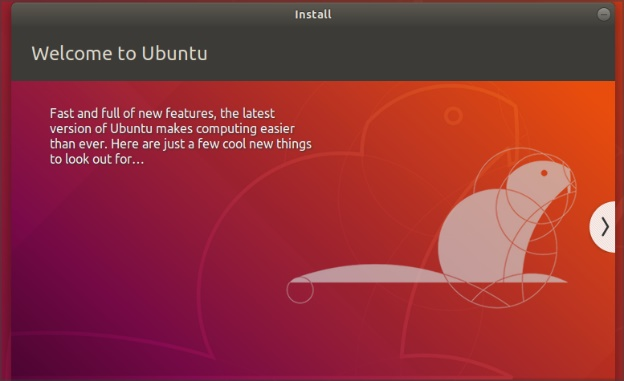 Install
Welcome to Ubuntu
Fast and full of new features, the latest
version of Ubuntu makes computing easier
than ever. Here are just a few cool new things
to look out for…